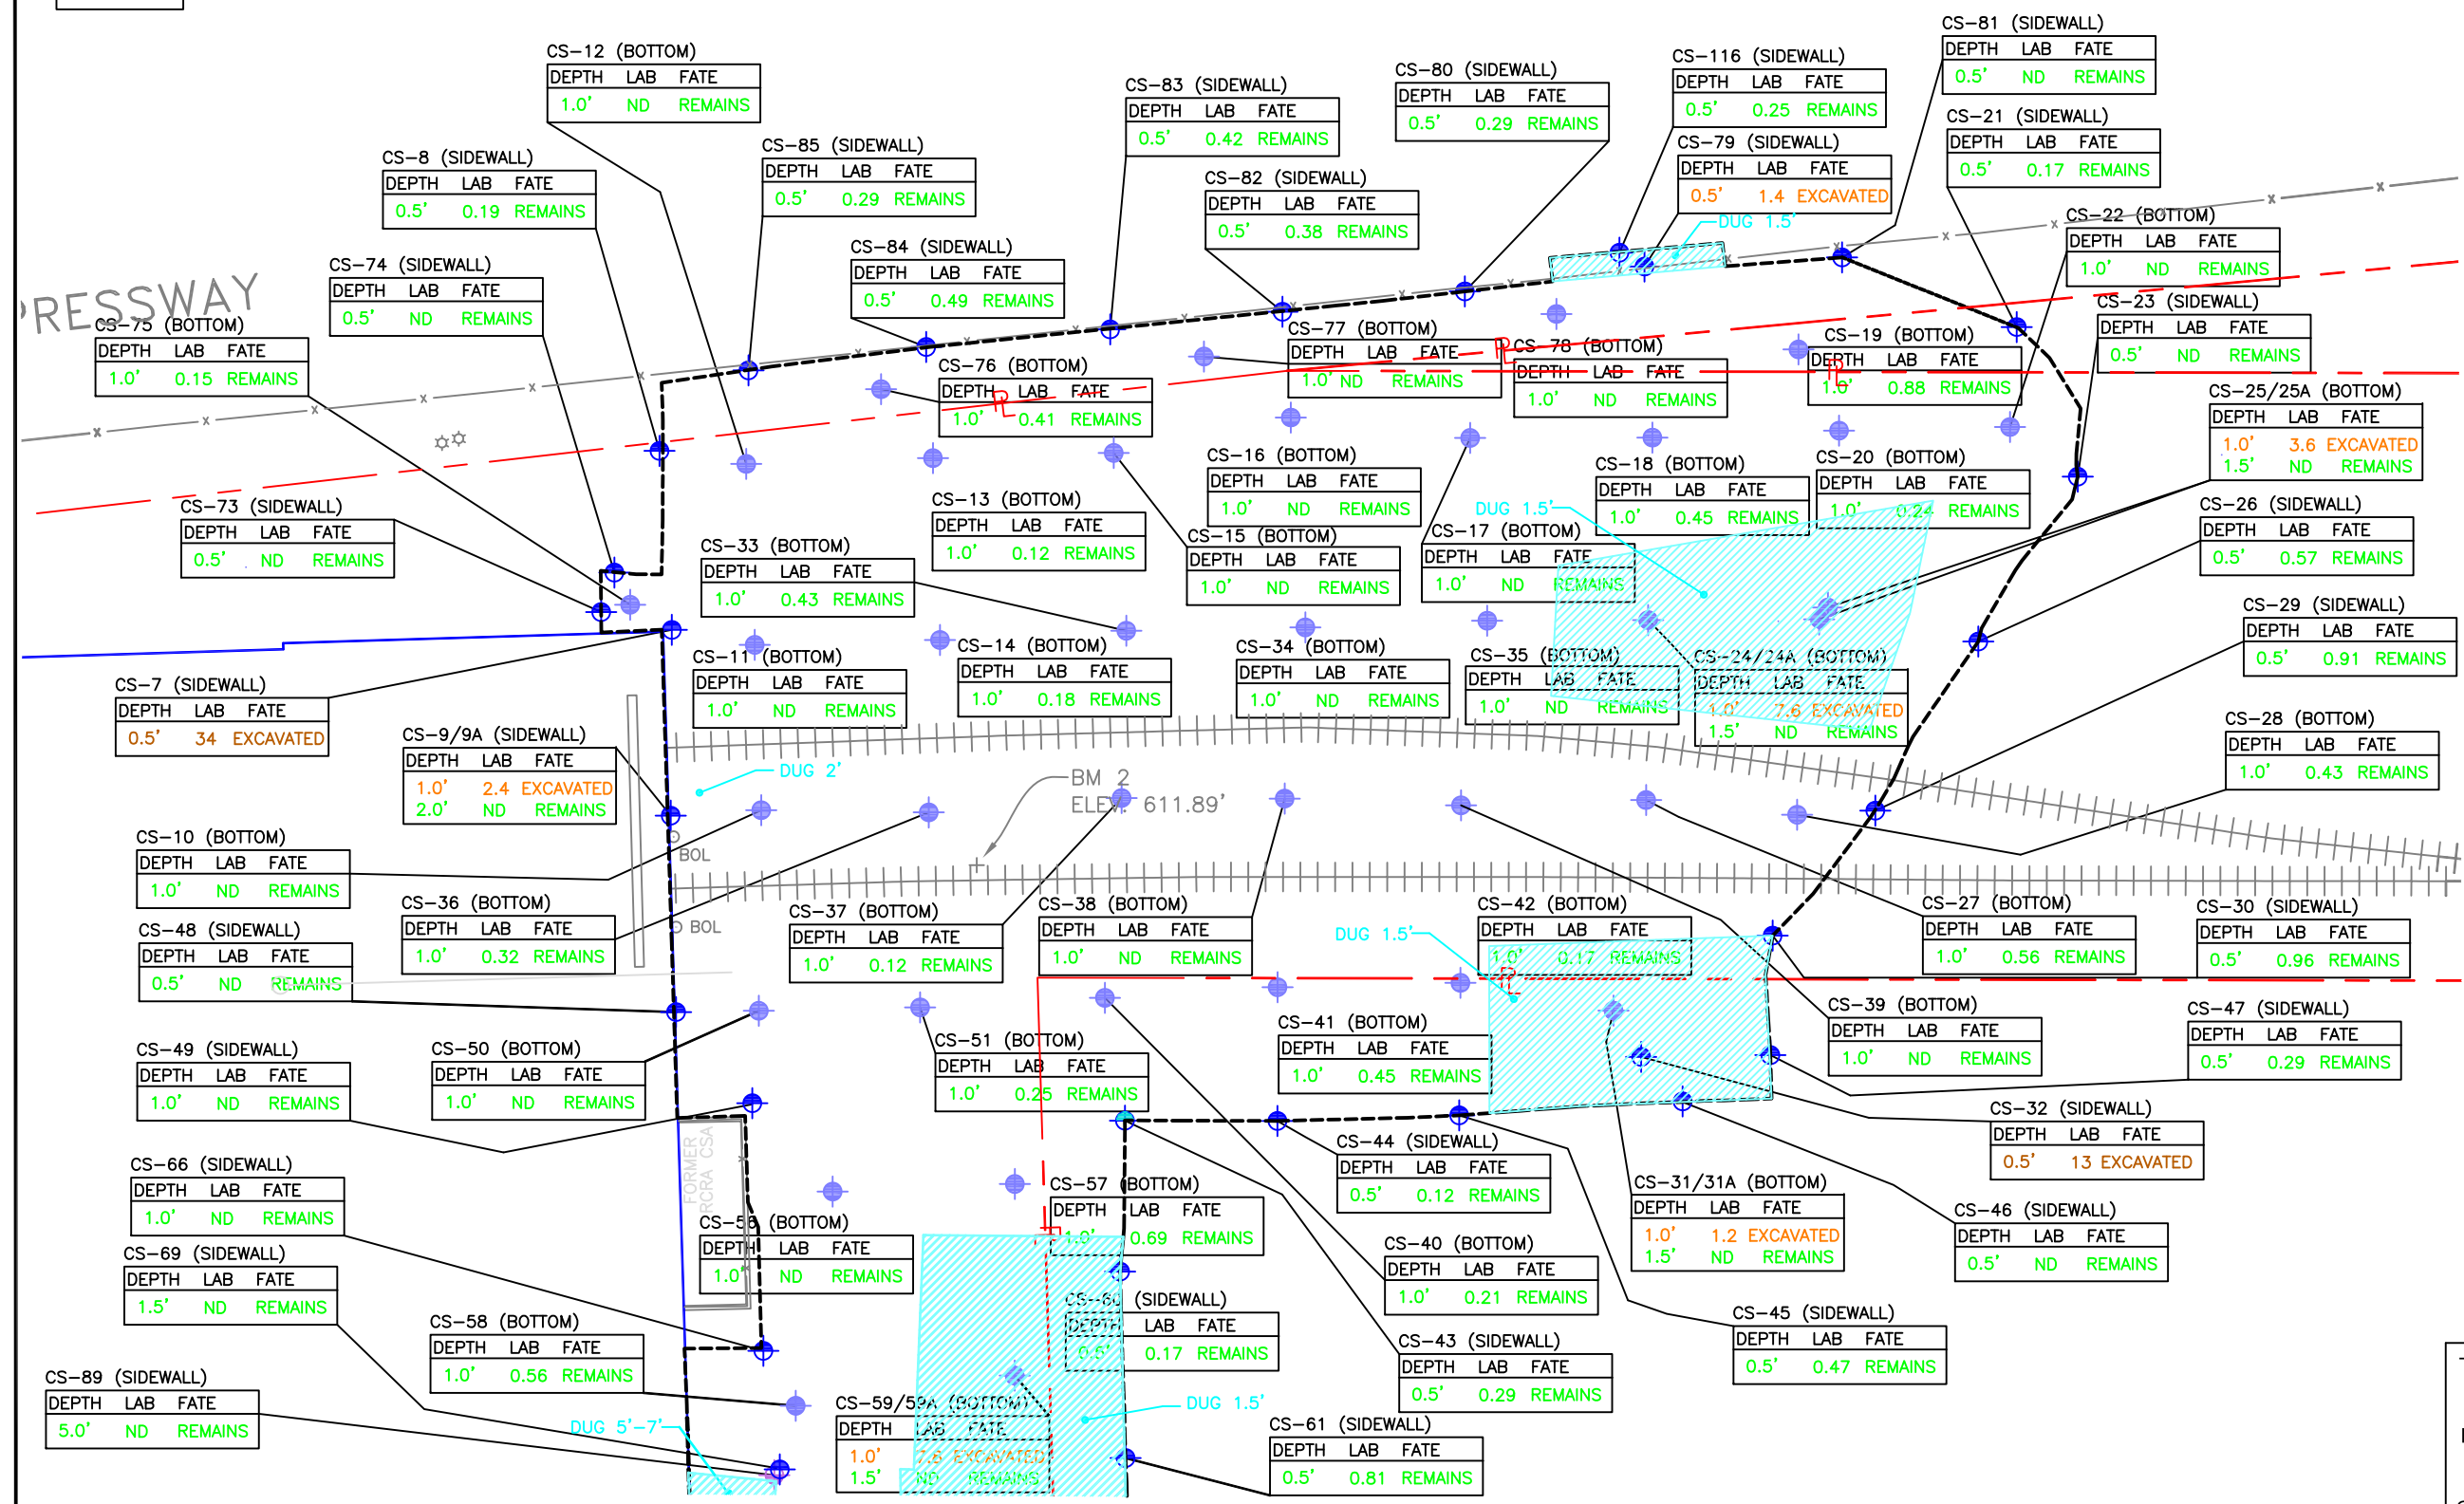 CS-12 (BOTTOM)
DEPTH LAB FATE
1.0' ND REMAINS
CS-83 (SIDEWALL)
DEPTH LAB FATE
0.5' 0.42 REMAINS
CS-80 (SIDEWALL)
DEPTH LAB FATE
0.5' 0.29 REMAINS
CS-116 (SIDEWALL)
DEPTH LAB FATE
0.5' 0.25 REMAINS
CS-81 (SIDEWALL)
DEPTH LAB FATE
0.5' ND REMAINS
CS-8 (SIDEWALL)
DEPTH LAB FATE
0.5' 0.19 REMAINS
CS-85 (SIDEWALL)
DEPTH LAB FATE
0.5' 0.29 REMAINS
CS-82 (SIDEWALL)
DEPTH LAB FATE
0.5' 0.38 REMAINS
CS-79 (SIDEWALL)
DEPTH LAB FATE
0.5' 1.4 EXCAVATED
DUG 1.5'
CS-21 (SIDEWALL)
DEPTH LAB FATE
0.5' 0.17 REMAINS
CS-22 (BOTTOM)
DEPTH LAB FATE
1.0' ND REMAINS
CS-74 (SIDEWALL)
DEPTH LAB FATE
0.5' ND REMAINS
CS-84 (SIDEWALL)
DEPTH LAB FATE
0.5' 0.49 REMAINS
PRESSWAY
CS-75 (BOTTOM)
DEPTH LAB FATE
1.0' 0.15 REMAINS
CS-76 (BOTTOM)
DEPTH LAB FATE
1.0' 0.41 REMAINS
CS-77 (BOTTOM)
DEPTH LAB FATE
1.0' ND REMAINS
CS-78 (BOTTOM)
DEPTH LAB FATE
1.0' ND REMAINS
CS-19 (BOTTOM)
DEPTH LAB FATE
1.0' 0.88 REMAINS
CS-23 (SIDEWALL)
DEPTH LAB FATE
0.5' ND REMAINS
PL
PL
CS-25/25A (BOTTOM)
DEPTH LAB FATE
1.0' 3.6 EXCAVATED
1.5' ND REMAINS
CS-73 (SIDEWALL)
DEPTH LAB FATE
0.5' ND REMAINS
CS-33 (BOTTOM)
DEPTH LAB FATE
1.0' 0.43 REMAINS
CS-13 (BOTTOM)
DEPTH LAB FATE
1.0' 0.12 REMAINS
CS-16 (BOTTOM)
DEPTH LAB FATE
1.0' ND REMAINS
CS-15 (BOTTOM)
DEPTH LAB FATE
1.0' ND REMAINS
CS-17 (BOTTOM)
DEPTH LAB FATE
1.0' ND REMAINS
DUG 1.5'
CS-18 (BOTTOM)
DEPTH LAB FATE
1.0' 0.45 REMAINS
CS-20 (BOTTOM)
DEPTH LAB FATE
1.0' 0.24 REMAINS
CS-26 (SIDEWALL)
DEPTH LAB FATE
0.5' 0.57 REMAINS
CS-29 (SIDEWALL)
DEPTH LAB FATE
0.5' 0.91 REMAINS
CS-7 (SIDEWALL)
DEPTH LAB FATE
0.5' 34 EXCAVATED
CS-11 (BOTTOM)
DEPTH LAB FATE
1.0' ND REMAINS
CS-14 (BOTTOM)
DEPTH LAB FATE
1.0' 0.18 REMAINS
CS-34 (BOTTOM)
DEPTH LAB FATE
1.0' ND REMAINS
CS-35 (BOTTOM)
DEPTH LAB FATE
1.0' ND REMAINS
CS-24/24A (BOTTOM)
DEPTH LAB FATE
1.0' 7.6 EXCAVATED
1.5' ND REMAINS
CS-9/9A (SIDEWALL)
DEPTH LAB FATE
1.0' 2.4 EXCAVATED
2.0' ND REMAINS
DUG 2'
BM 2
ELEV. 611.89'
CS-28 (BOTTOM)
DEPTH LAB FATE
1.0' 0.43 REMAINS
CS-10 (BOTTOM)
DEPTH LAB FATE
1.0' ND REMAINS
BOL
BOL
CS-36 (BOTTOM)
DEPTH LAB FATE
1.0' 0.32 REMAINS
CS-48 (SIDEWALL)
DEPTH LAB FATE
0.5' ND REMAINS
CS-37 (BOTTOM)
DEPTH LAB FATE
1.0' 0.12 REMAINS
CS-38 (BOTTOM)
DEPTH LAB FATE
1.0' ND REMAINS
DUG 1.5'
CS-42 (BOTTOM)
DEPTH LAB FATE
1.0' 0.17 REMAINS
PL
CS-27 (BOTTOM)
DEPTH LAB FATE
1.0' 0.56 REMAINS
CS-30 (SIDEWALL)
DEPTH LAB FATE
0.5' 0.96 REMAINS
CS-49 (SIDEWALL)
DEPTH LAB FATE
1.0' ND REMAINS
CS-50 (BOTTOM)
DEPTH LAB FATE
1.0' ND REMAINS
CS-51 (BOTTOM)
DEPTH LAB FATE
1.0' 0.25 REMAINS
CS-41 (BOTTOM)
DEPTH LAB FATE
1.0' 0.45 REMAINS
CS-39 (BOTTOM)
DEPTH LAB FATE
1.0' ND REMAINS
CS-47 (SIDEWALL)
DEPTH LAB FATE
0.5' 0.29 REMAINS
CS-32 (SIDEWALL)
DEPTH LAB FATE
0.5' 13 EXCAVATED
FORMER
RCRA CSA
CS-66 (SIDEWALL)
DEPTH LAB FATE
1.0' ND REMAINS
CS-56 (BOTTOM)
DEPTH LAB FATE
1.0' ND REMAINS
CS-57 (BOTTOM)
DEPTH LAB FATE
1.0' 0.69 REMAINS
CS-44 (SIDEWALL)
DEPTH LAB FATE
0.5' 0.12 REMAINS
CS-31/31A (BOTTOM)
DEPTH LAB FATE
1.0' 1.2 EXCAVATED
1.5' ND REMAINS
CS-46 (SIDEWALL)
DEPTH LAB FATE
0.5' ND REMAINS
CS-69 (SIDEWALL)
DEPTH LAB FATE
1.5' ND REMAINS
CS-40 (BOTTOM)
DEPTH LAB FATE
1.0' 0.21 REMAINS
CS-60 (SIDEWALL)
DEPTH LAB FATE
0.5' 0.17 REMAINS
CS-58 (BOTTOM)
DEPTH LAB FATE
1.0' 0.56 REMAINS
CS-43 (SIDEWALL)
DEPTH LAB FATE
0.5' 0.29 REMAINS
CS-45 (SIDEWALL)
DEPTH LAB FATE
0.5' 0.47 REMAINS
CS-89 (SIDEWALL)
DEPTH LAB FATE
5.0' ND REMAINS
DUG 5'-7'
CS-59/59A (BOTTOM)
DEPTH LAB FATE
1.0' 7.6 EXCAVATED
1.5' ND REMAINS
DUG 1.5'
CS-61 (SIDEWALL)
DEPTH LAB FATE
0.5' 0.81 REMAINS